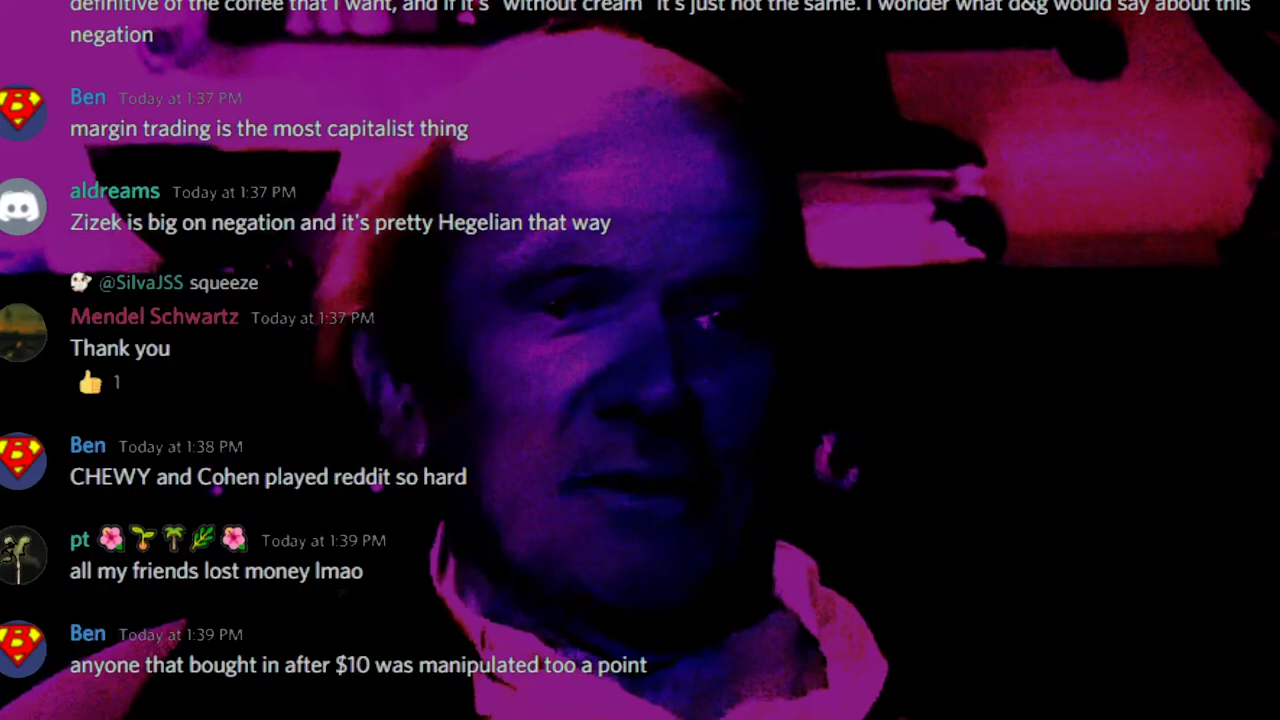 definitive of the coffee that I want, and if it's "without cream" it's just not the same. I wonder what d&g would say about this
negation
Ben Today at 1:37 PM
margin trading is the most capitalist thing
aldreams Today at 1:37 PM
Zizek is big on negation and it's pretty Hegelian that way
@SilvaJSS squeeze
Mendel Schwartz Today at 1:37 PM
Thank you
👍 1
Ben Today at 1:38 PM
CHEWY and Cohen played reddit so hard
pt 🌺🌱🌴🌿🌺 Today at 1:39 PM
all my friends lost money lmao
Ben Today at 1:39 PM
anyone that bought in after $10 was manipulated too a point